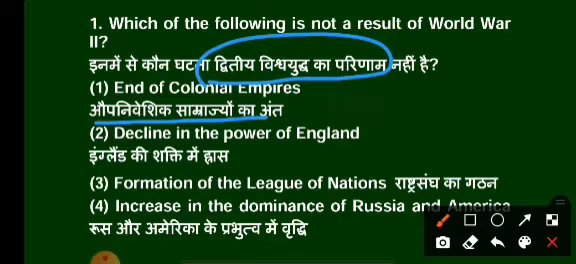 1. Which of the following is not a result of World War
II?
इनमें से कौन घटना द्वितीय विश्वयुद्ध का परिणाम नहीं है?
(1) End of Colonial Empires
औपनिवेशिक साम्राज्यों का अंत
(2) Decline in the power of England
इंग्लैंड की शक्ति में ह्रास
(3) Formation of the League of Nations राष्ट्रसंघ का गठन
(4) Increase in the dominance of Russia and America
रूस और अमेरिका के प्रभुत्व में वृद्धि